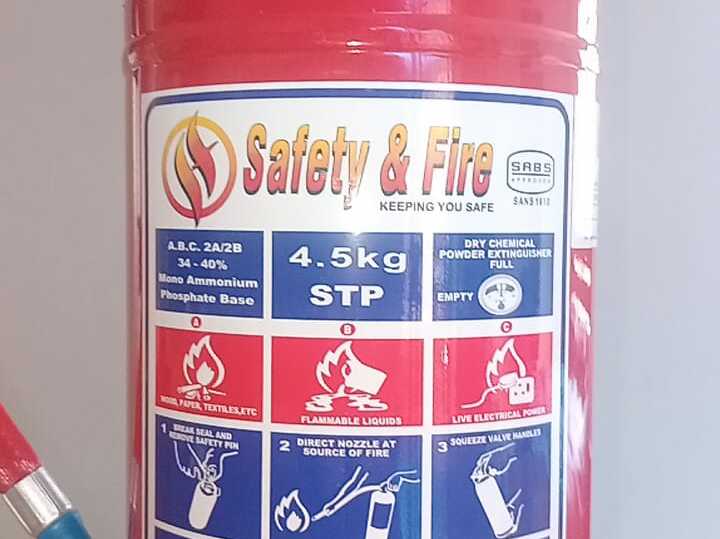 Safety & Fire
KEEPING YOU SAFE
SABS
APPROVED
SANS 1910
A.B.C. 2A/2B
34 - 40%
Mono Ammonium
Phosphate Base
4.5kg
STP
DRY CHEMICAL
POWDER EXTINGUISHER
FULL
EMPTY
A
B
C
WOOD, PAPER, TEXTILES, ETC
FLAMMABLE LIQUIDS
LIVE ELECTRICAL POWER
1 BREAK SEAL AND
REMOVE SAFETY PIN
2 DIRECT NOZZLE AT
SOURCE OF FIRE
3 SQUEEZE VALVE HANDLES